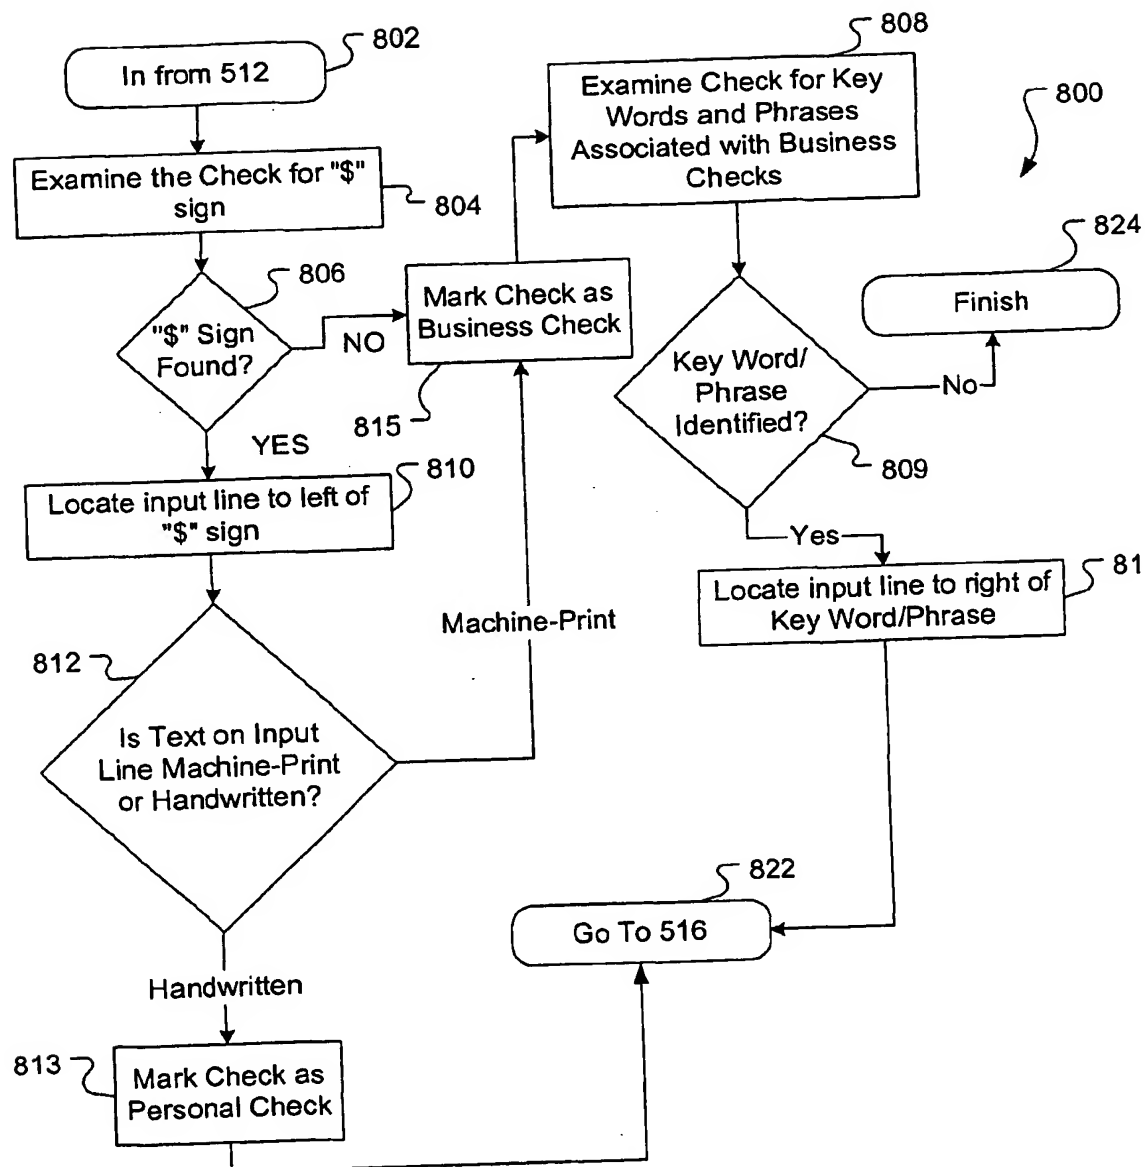 802
In from 512
Examine the Check for "$"
sign
804
806
"$" Sign
Found?
NO
YES
Mark Check as
Business Check
815
810
Locate input line to left of
"$" sign
812
Is Text on Input
Line Machine-Print
or Handwritten?
Machine-Print
Handwritten
813
Mark Check as
Personal Check
808
Examine Check for Key
Words and Phrases
Associated with Business
Checks
800
824
Finish
Key Word/
Phrase
Identified?
No
809
Yes
81
Locate input line to right of
Key Word/Phrase
822
Go To 516